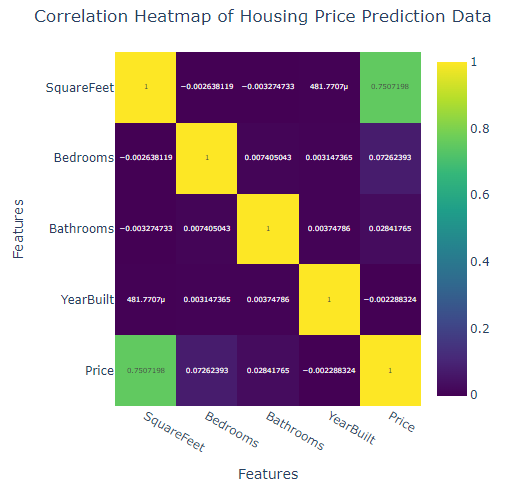 Correlation Heatmap of Housing Price Prediction Data
SquareFeet 1 −0.002638119 −0.003274733 481.7707μ 0.7507198
Bedrooms −0.002638119 1 0.007405043 0.003147365 0.07262393
Bathrooms −0.003274733 0.007405043 1 0.00374786 0.02841765
YearBuilt 481.7707μ 0.003147365 0.00374786 1 −0.002288324
Price 0.7507198 0.07262393 0.02841765 −0.002288324 1
SquareFeet Bedrooms Bathrooms YearBuilt Price
Features
Features
1
0.8
0.6
0.4
0.2
0